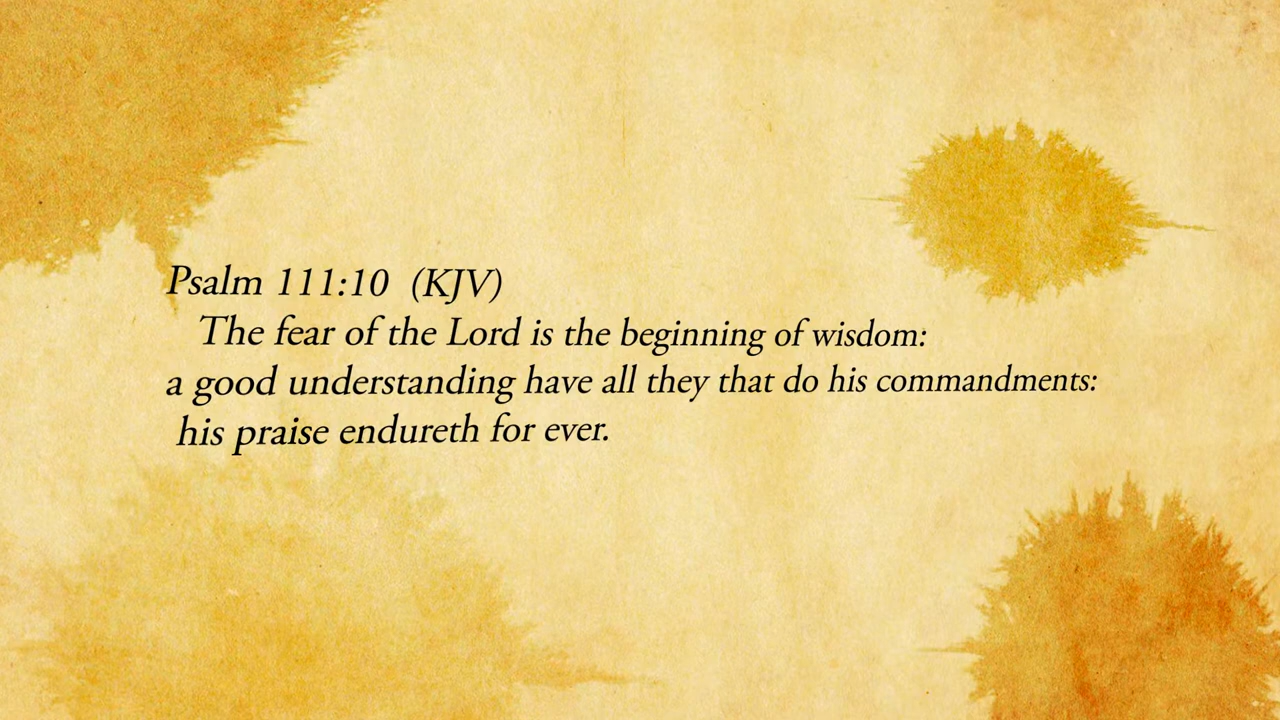 Psalm 111:10 (KJV)
The fear of the Lord is the beginning of wisdom:
a good understanding have all they that do his commandments:
his praise endureth for ever.